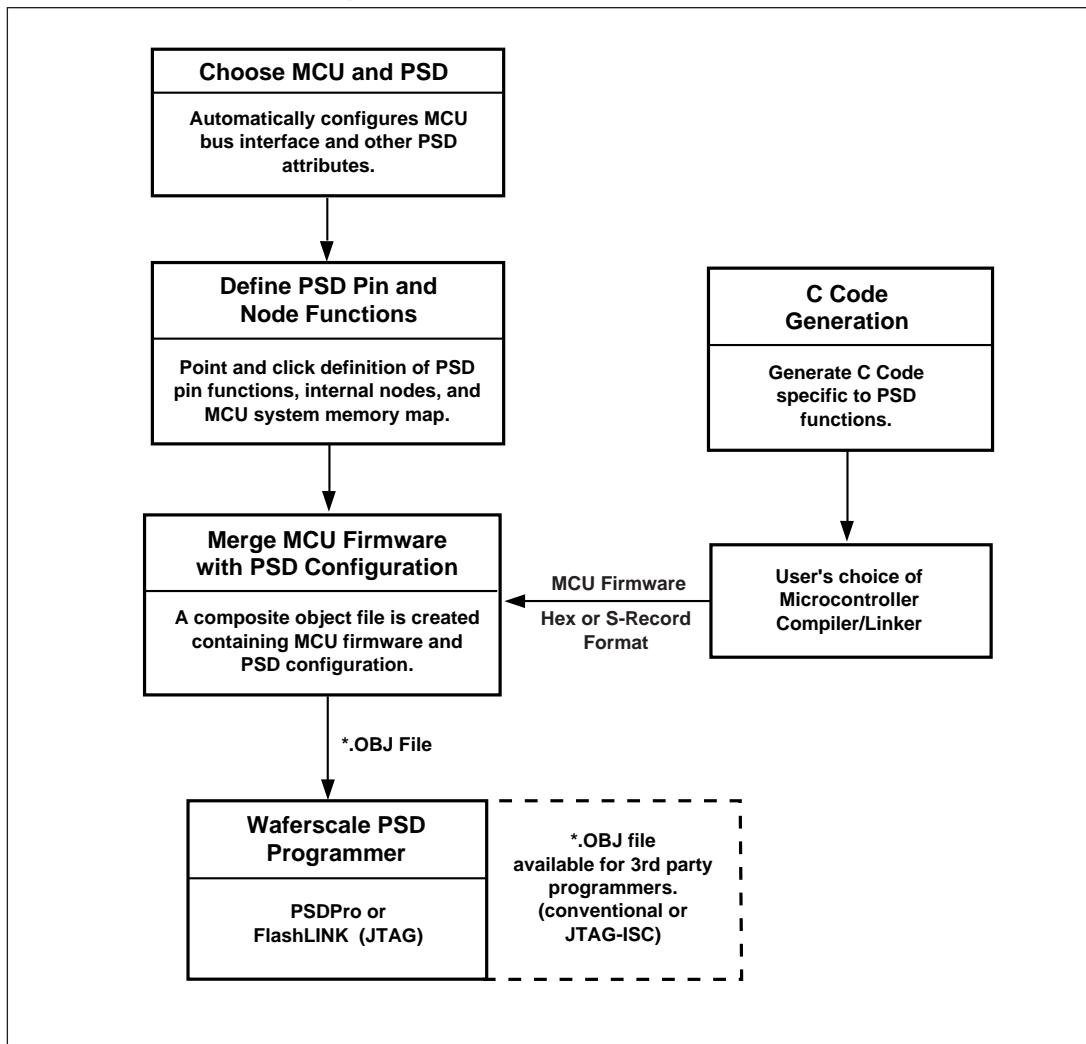 Choose MCU and PSD
Automatically configures MCU
bus interface and other PSD
attributes.
Define PSD Pin and
Node Functions
Point and click definition of PSD
pin functions, internal nodes, and
MCU system memory map.
C Code
Generation
Generate C Code
specific to PSD
functions.
Merge MCU Firmware
with PSD Configuration
A composite object file is created
containing MCU firmware and
PSD configuration.
MCU Firmware
Hex or S-Record
Format
User's choice of
Microcontroller
Compiler/Linker
*.OBJ File
Waferscale PSD
Programmer
PSDPro or
FlashLINK (JTAG)
*.OBJ file
available for 3rd party
programmers.
(conventional or
JTAG-ISC)